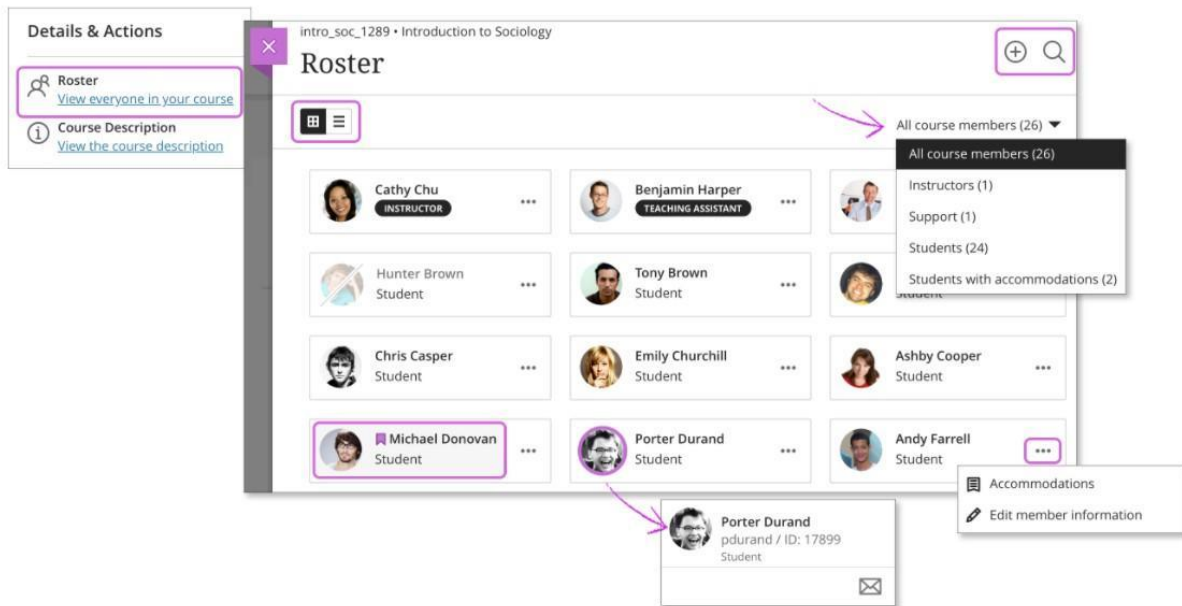 Details & Actions
Roster
View everyone in your course
Course Description
View the course description
intro_soc_1289 • Introduction to Sociology
Roster
All course members (26)
All course members (26)
Instructors (1)
Support (1)
Students (24)
Students with accommodations (2)
Cathy Chu
INSTRUCTOR
Benjamin Harper
TEACHING ASSISTANT
Hunter Brown
Student
Tony Brown
Student
Student
Chris Casper
Student
Emily Churchill
Student
Ashby Cooper
Student
Michael Donovan
Student
Porter Durand
Student
Andy Farrell
Student
Accommodations
Edit member information
Porter Durand
pdurand / ID: 17899
Student